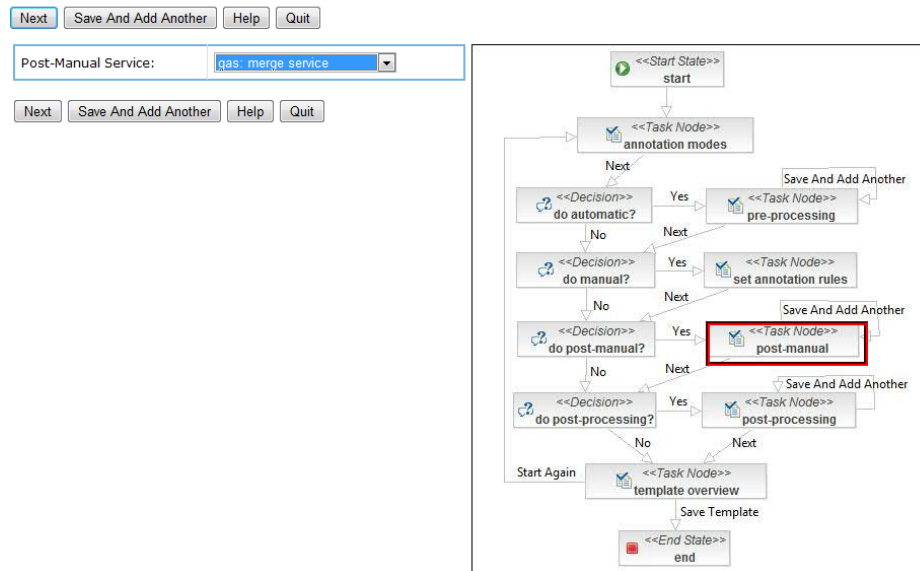 Next Save And Add Another Help Quit
Post-Manual Service: gas: merge service
Next Save And Add Another Help Quit
<<Start State>>
start
<<Task Node>>
annotation modes
Next
Save And Add Another
<<Decision>> Yes <<Task Node>>
do automatic? pre-processing
No Next
<<Decision>> Yes <<Task Node>>
do manual? set annotation rules
No Next
Save And Add Another
<<Decision>> Yes <<Task Node>>
do post-manual? post-manual
No Next
Save And Add Another
<<Decision>> Yes <<Task Node>>
do post-processing? post-processing
No Next
Start Again <<Task Node>>
template overview
Save Template
<<End State>>
end